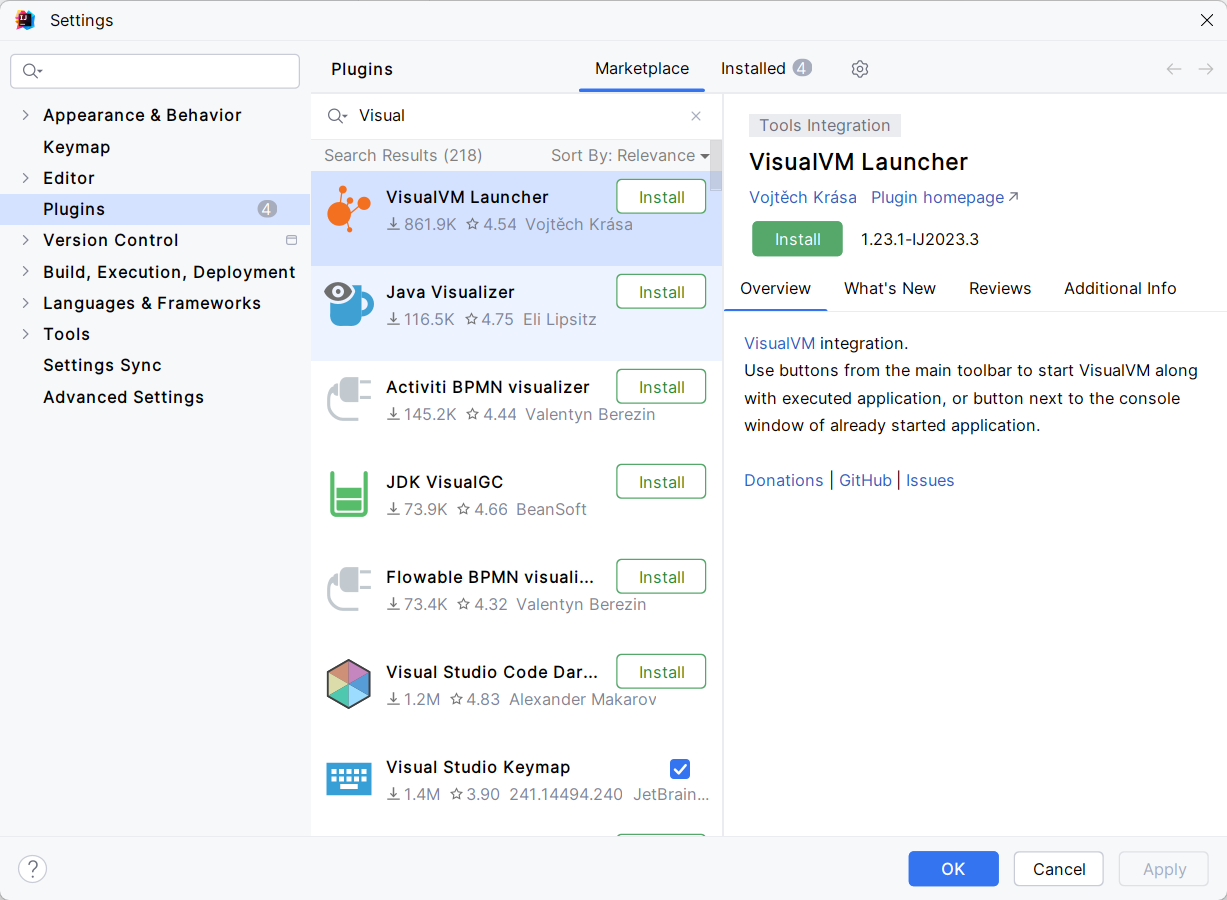 Settings
Plugins
Marketplace
Installed 4
Appearance & Behavior
Keymap
Editor
Plugins 4
Version Control
Build, Execution, Deployment
Languages & Frameworks
Tools
Settings Sync
Advanced Settings
Visual
Search Results (218)
Sort By: Relevance
VisualVM Launcher
Install
861.9K 4.54 Vojtěch Krása
Java Visualizer
Install
116.5K 4.75 Eli Lipsitz
Activiti BPMN visualizer
Install
145.2K 4.44 Valentyn Berezin
JDK VisualGC
Install
73.9K 4.66 BeanSoft
Flowable BPMN visuali...
Install
73.4K 4.32 Valentyn Berezin
Visual Studio Code Dar...
Install
1.2M 4.83 Alexander Makarov
Visual Studio Keymap
1.4M 3.90 241.14494.240 JetBrain...
Tools Integration
VisualVM Launcher
Vojtěch Krása Plugin homepage ↗
Install 1.23.1-IJ2023.3
Overview What's New Reviews Additional Info
VisualVM integration.
Use buttons from the main toolbar to start VisualVM along
with executed application, or button next to the console
window of already started application.
Donations | GitHub | Issues
?
OK
Cancel
Apply